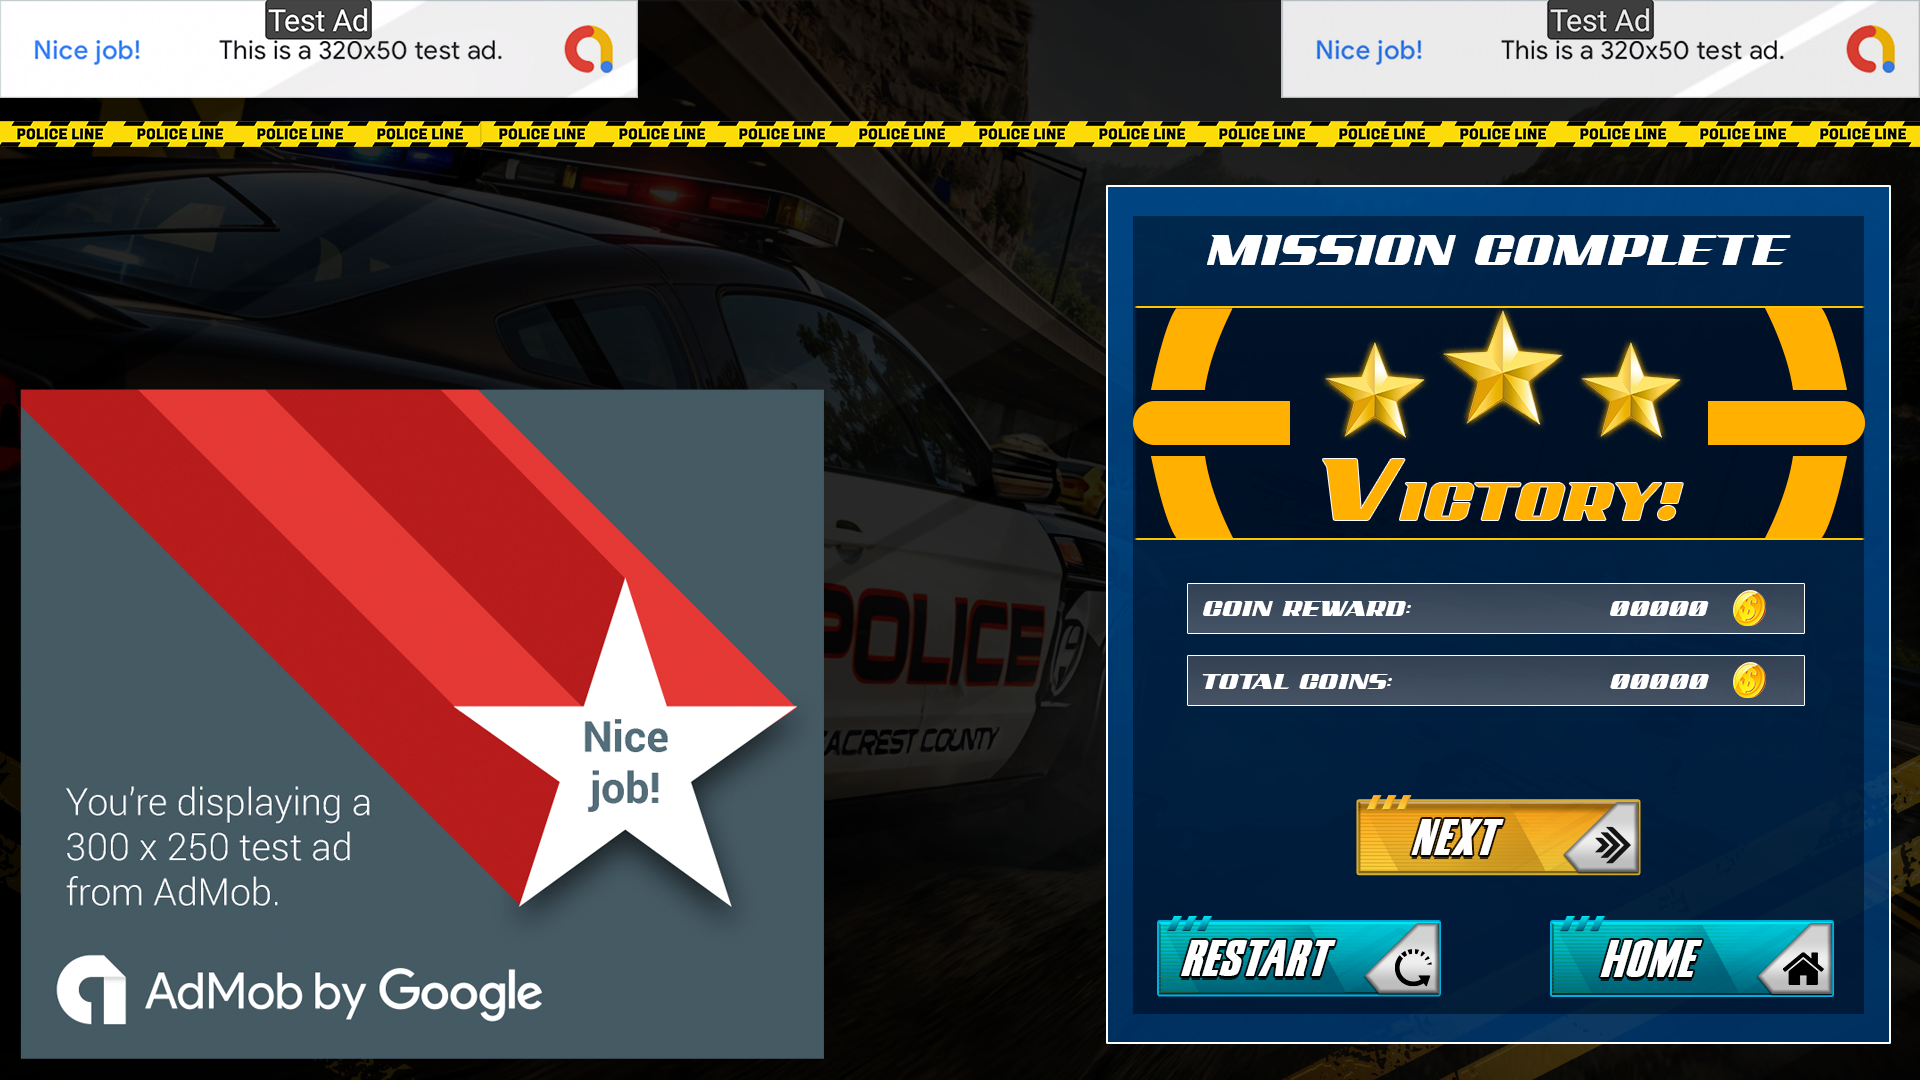 Test Ad
Nice job!
This is a 320x50 test ad.
Test Ad
Nice job!
This is a 320x50 test ad.
POLICE LINE POLICE LINE POLICE LINE POLICE LINE POLICE LINE POLICE LINE POLICE LINE POLICE LINE POLICE LINE POLICE LINE POLICE LINE POLICE LINE POLICE LINE POLICE LINE POLICE LINE POLICE LINE
Nice
job!
You're displaying a
300 x 250 test ad
from AdMob.
AdMob by Google
POLICE
ACREST COUNTY
MISSION COMPLETE
VICTORY!
COIN REWARD: 00000
TOTAL COINS: 00000
NEXT
RESTART
HOME